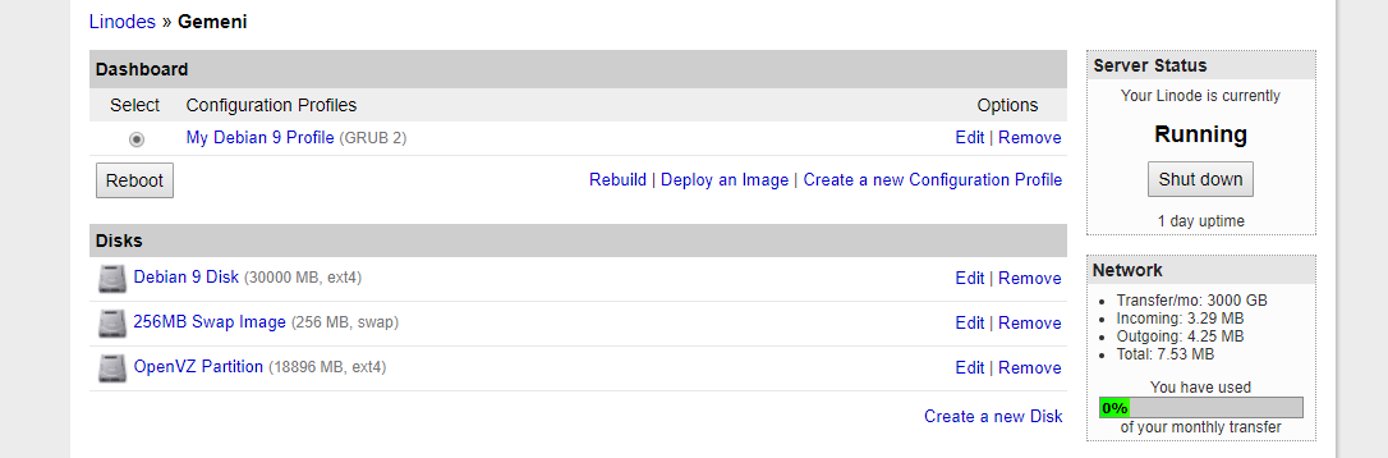 Linodes » Gemeni
Dashboard
Select Configuration Profiles Options
My Debian 9 Profile (GRUB 2) Edit | Remove
Reboot Rebuild | Deploy an Image | Create a new Configuration Profile
Disks
Debian 9 Disk (30000 MB, ext4) Edit | Remove
256MB Swap Image (256 MB, swap) Edit | Remove
OpenVZ Partition (18896 MB, ext4) Edit | Remove
Create a new Disk
Server Status
Your Linode is currently
Running
Shut down
1 day uptime
Network
• Transfer/mo: 3000 GB
• Incoming: 3.29 MB
• Outgoing: 4.25 MB
• Total: 7.53 MB
You have used
0%
of your monthly transfer